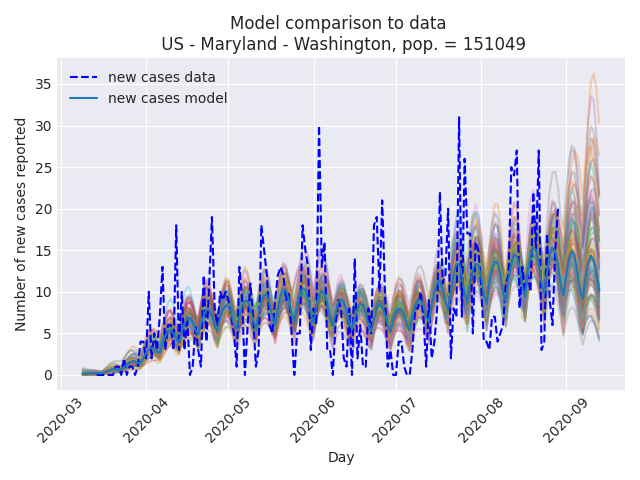 Model comparison to data
US - Maryland - Washington, pop. = 151049
new cases data
new cases model
Number of new cases reported
35
30
25
20
15
10
5
0
2020-03
2020-04
2020-05
2020-06
2020-07
2020-08
2020-09
Day